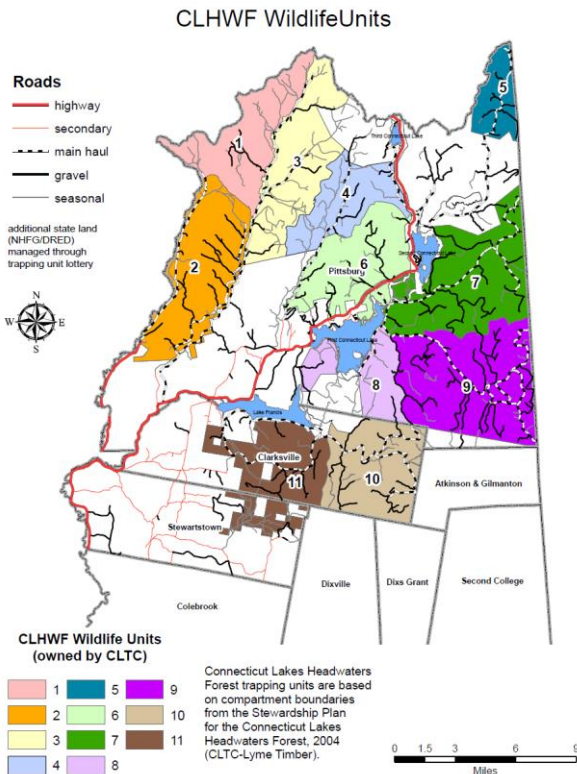 CLHWF WildlifeUnits
Roads
highway
secondary
main haul
gravel
seasonal
additional state land
(NHFG/DRED)
managed through
trapping unit lottery
N
W E
S
5
Third Connecticut Lake
1
3
4
2
Second Connecticut Lake
6
Pittsburg
7
First Connecticut Lake
8
9
Lake Francis
Clarksville
11
10
Atkinson & Gilmanton
Stewartstown
Dixville
Dixs Grant
Second College
Colebrook
CLHWF Wildlife Units
(owned by CLTC)
1 5 9
2 6 10
3 7 11
4 8
Connecticut Lakes Headwaters
Forest trapping units are based
on compartment boundaries
from the Stewardship Plan
for the Connecticut Lakes
Headwaters Forest, 2004
(CLTC-Lyme Timber).
0 1.5 3 6 9
Miles